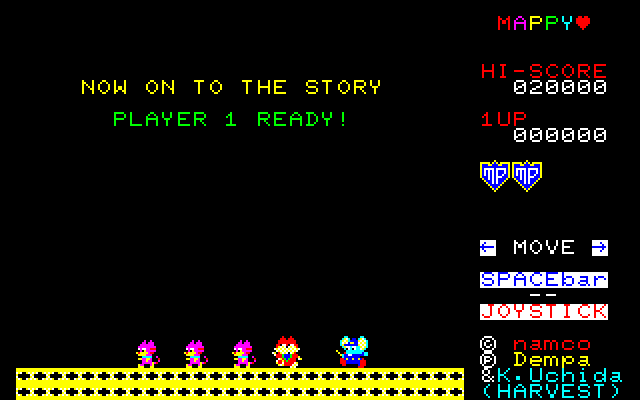 MAPPY♥
NOW ON TO THE STORY
PLAYER 1 READY!
HI-SCORE
020000
1UP
000000
MP MP
← MOVE →
SPACEbar
--
JOYSTICK
© namco
Ⓟ Dempa
&K.Uchida
(HARVEST)